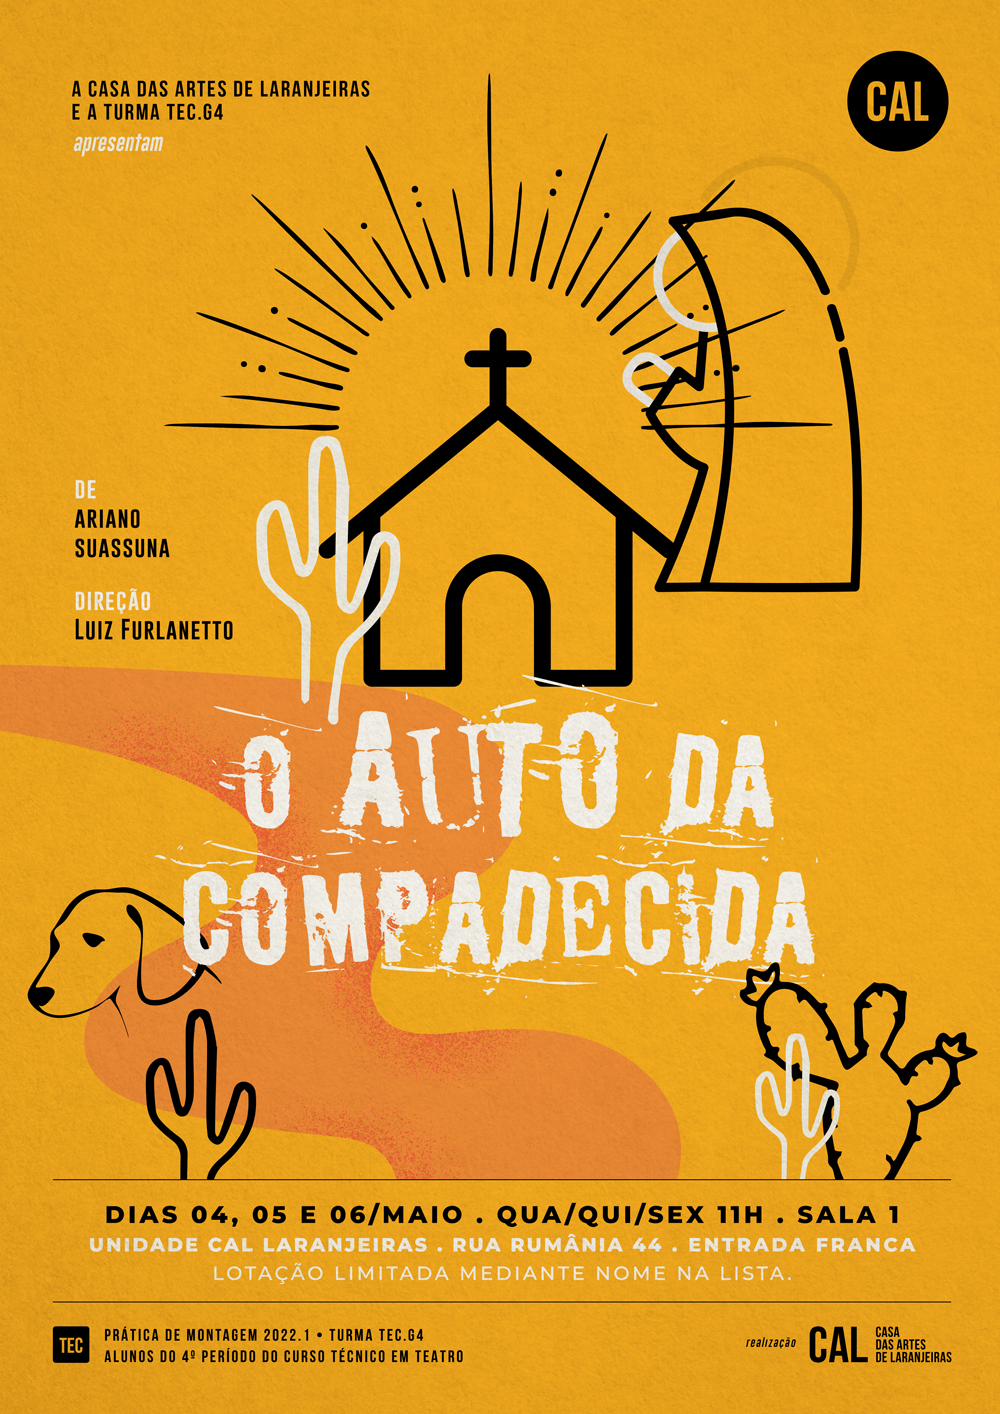 A CASA DAS ARTES DE LARANJEIRAS
E A TURMA TEC.G4
apresentam
CAL
DE
ARIANO
SUASSUNA
DIREÇÃO
LUIZ FURLANETTO
O AUTO DA
COMPADECIDA
DIAS 04, 05 E 06/MAIO . QUA/QUI/SEX 11H . SALA 1
UNIDADE CAL LARANJEIRAS . RUA RUMÂNIA 44 . ENTRADA FRANCA
LOTAÇÃO LIMITADA MEDIANTE NOME NA LISTA.
TEC
PRÁTICA DE MONTAGEM 2022.1 • TURMA TEC.G4
ALUNOS DO 4º PERÍODO DO CURSO TÉCNICO EM TEATRO
realização
CAL
CASA
DAS ARTES
DE LARANJEIRAS